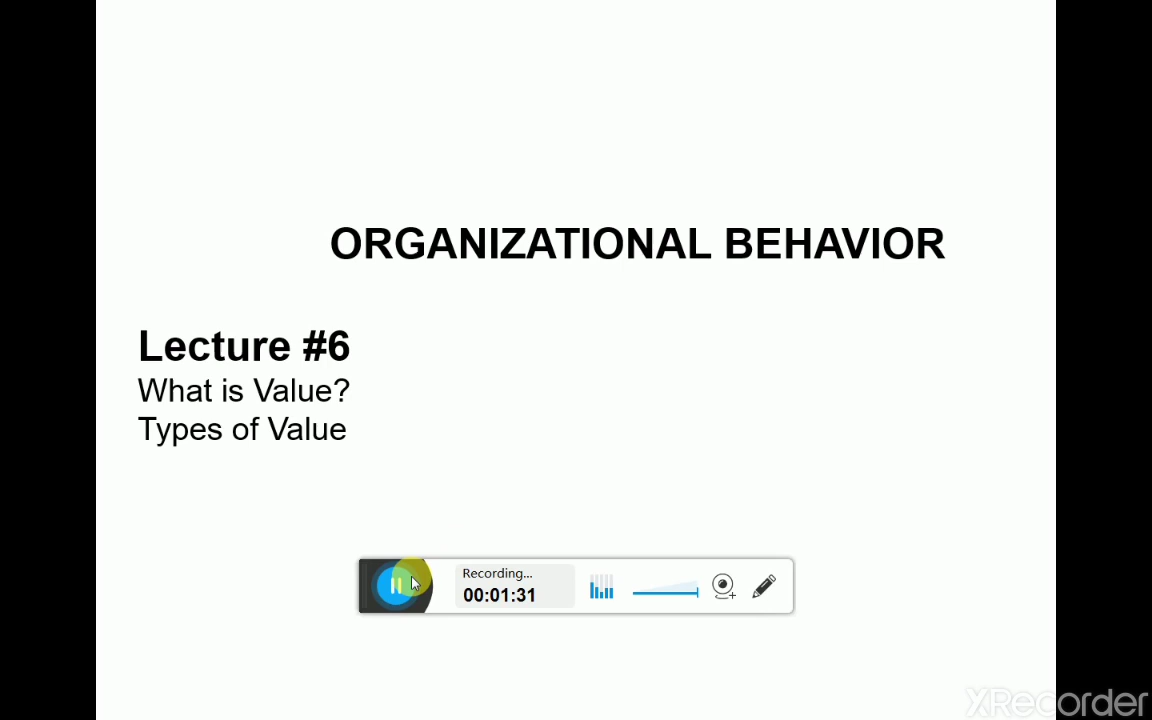 ORGANIZATIONAL BEHAVIOR
Lecture #6
What is Value?
Types of Value
Recording...
00:01:31
XRecorder